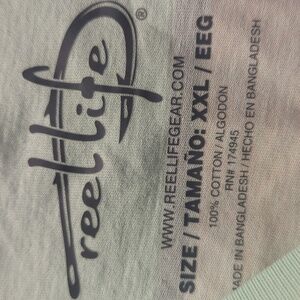 reel life®
WWW.REELLIFEGEAR.COM
SIZE / TAMAÑO: XXL / EEG
100% COTTON / ALGODON
RN# 174945
MADE IN BANGLADESH / HECHO EN BANGLADESH